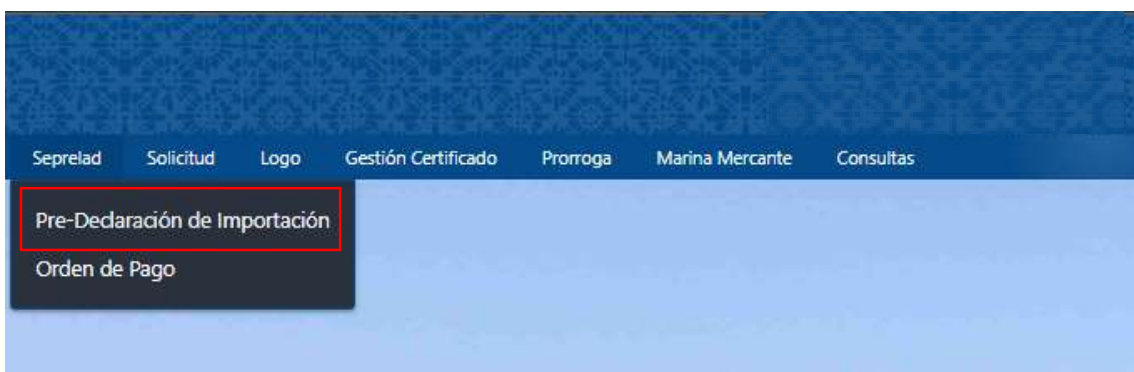 Seprelad Solicitud Logo Gestión Certificado Prorroga Marina Mercante Consultas
Pre-Declaración de Importación
Orden de Pago